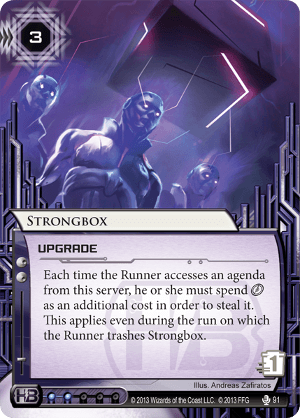 3
STRONGBOX
UPGRADE
Each time the Runner accesses an agenda
from this server, he or she must spend
as an additional cost in order to steal it.
This applies even during the run on which
the Runner trashes Strongbox.
1
Illus. Andreas Zafiratos
HB
© 2013 Wizards of the Coast LLC. © 2013 FFG 91